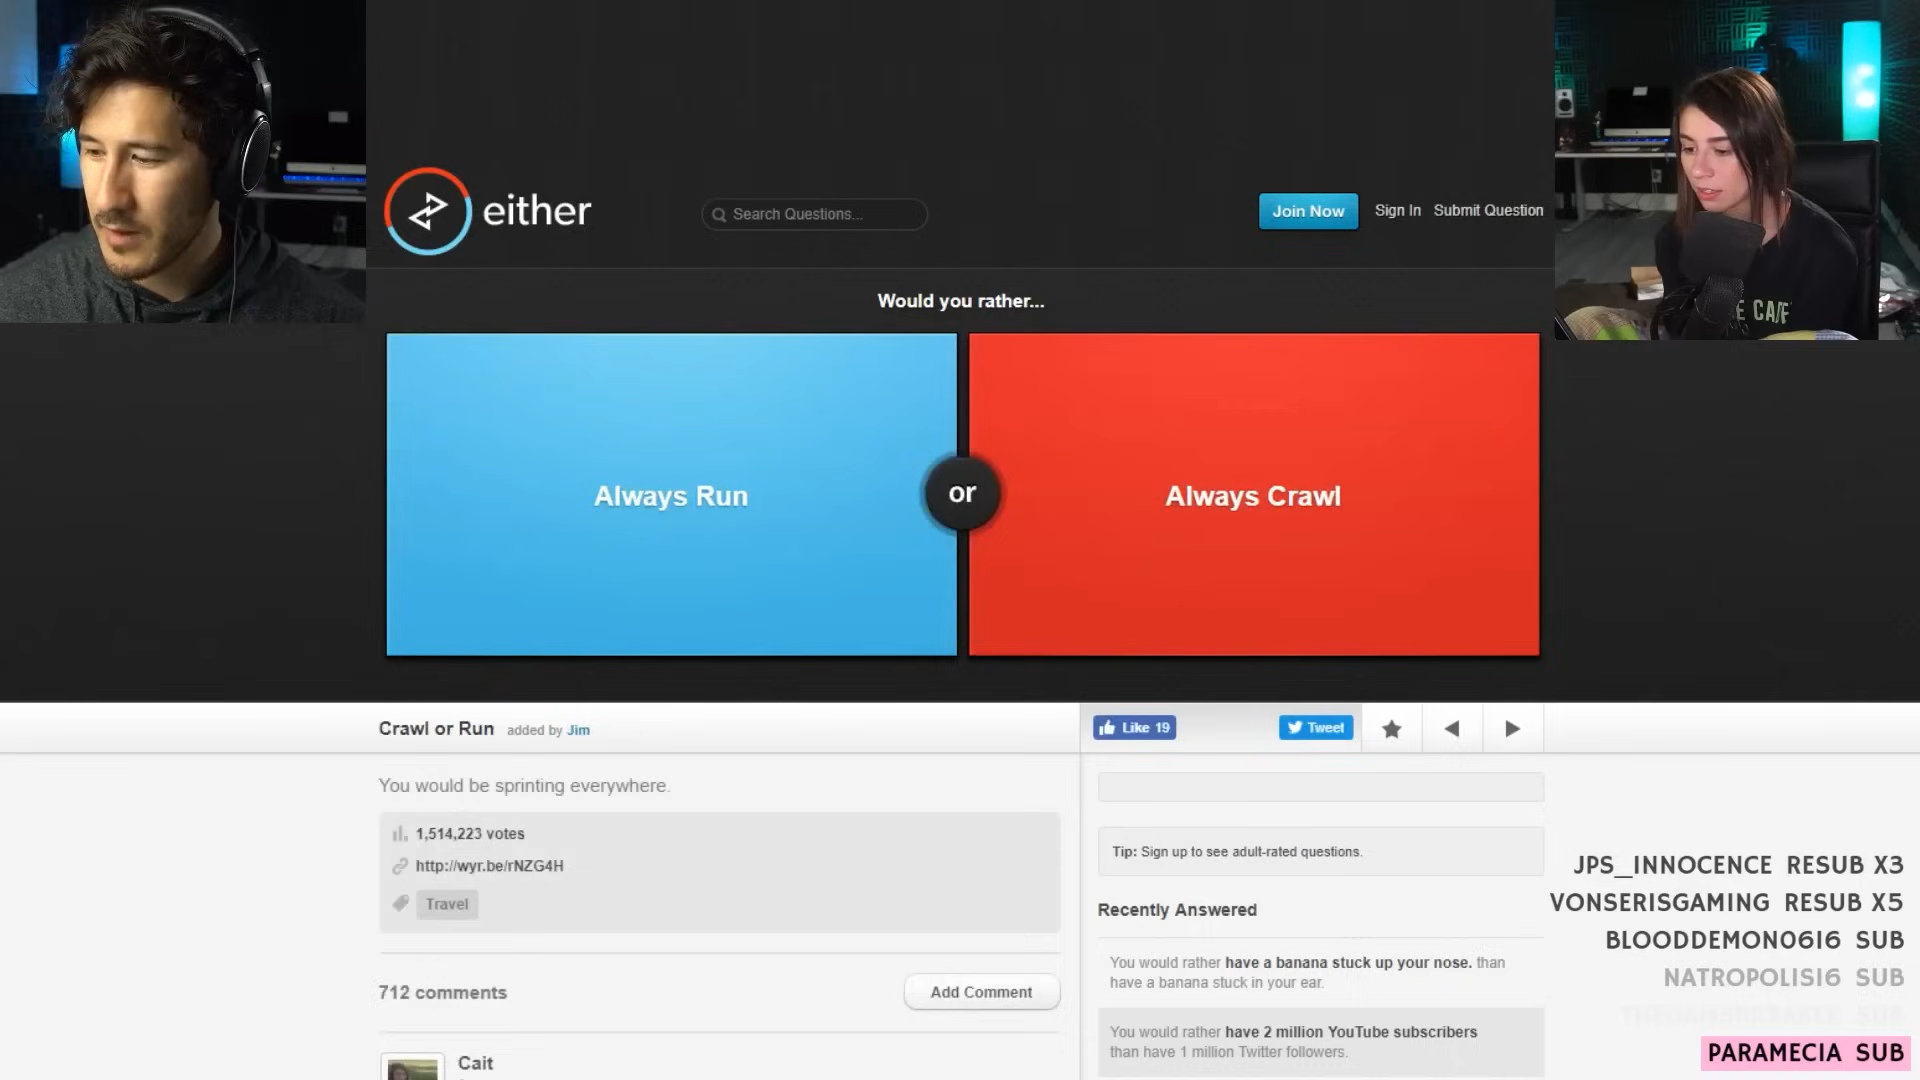 either
Search Questions...
Join Now
Sign In
Submit Question
Would you rather...
Always Run
or
Always Crawl
E CAFE
Crawl or Run
added by Jim
Like 19
Tweet
You would be sprinting everywhere.
1,514,223 votes
http://wyr.be/rNZG4H
Travel
712 comments
Add Comment
Cait
Tip: Sign up to see adult-rated questions.
Recently Answered
You would rather have a banana stuck up your nose. than
have a banana stuck in your ear.
You would rather have 2 million YouTube subscribers
than have 1 million Twitter followers.
JPS_INNOCENCE RESUB X3
VONSERISGAMING RESUB X5
BLOODDEMON0616 SUB
NATROPOLIS16 SUB
PARAMECIA SUB